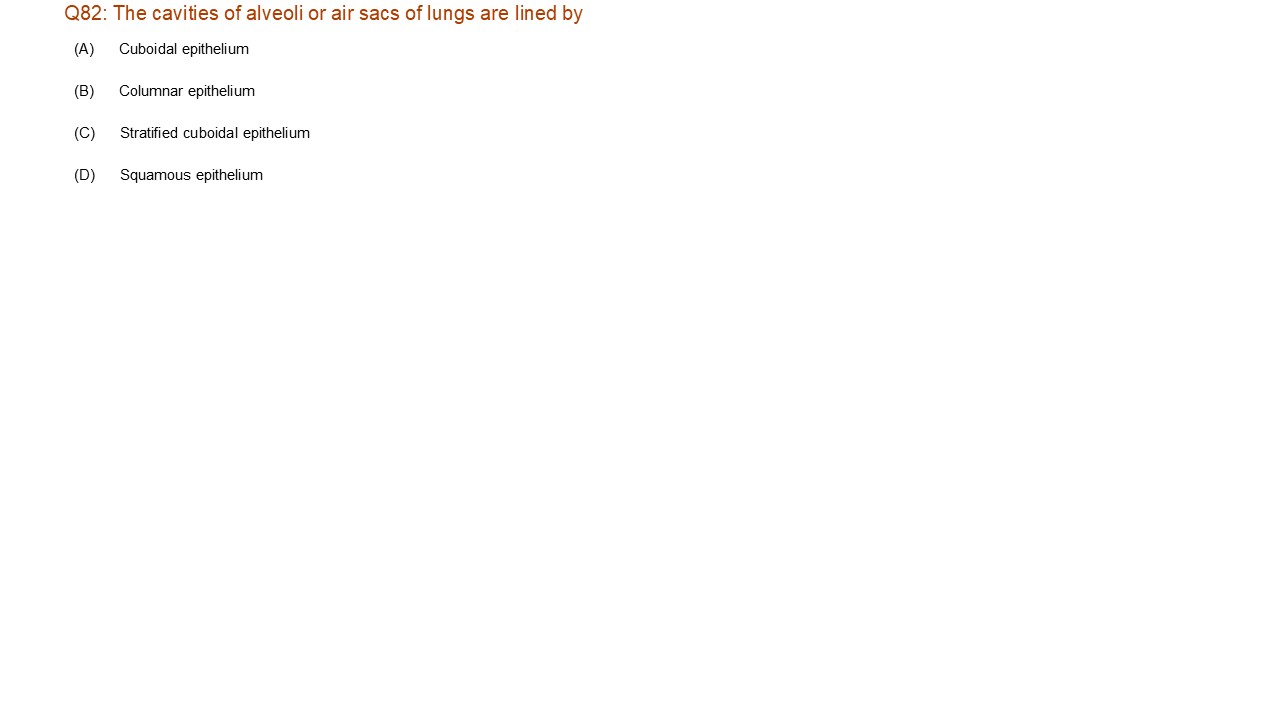 Q82: The cavities of alveoli or air sacs of lungs are lined by
(A) Cuboidal epithelium
(B) Columnar epithelium
(C) Stratified cuboidal epithelium
(D) Squamous epithelium